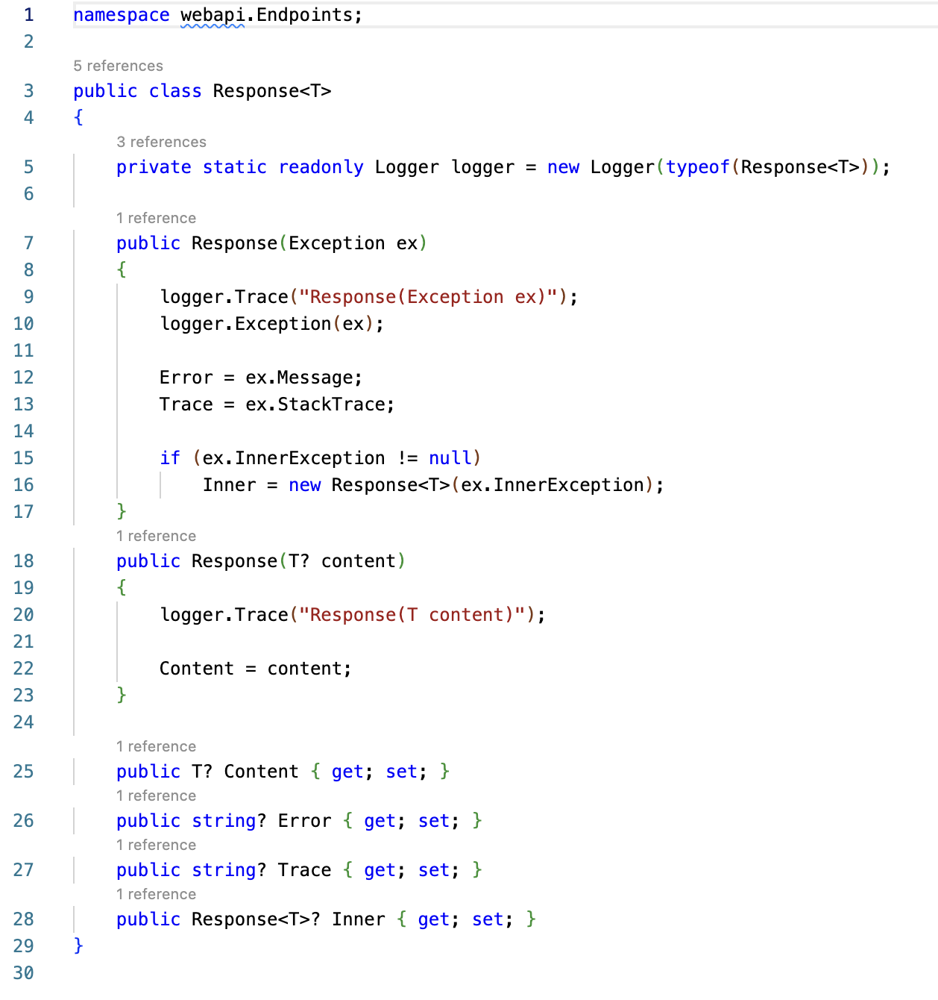 1 namespace webapi.Endpoints;
2
5 references
3 public class Response<T>
4 {
3 references
5 private static readonly Logger logger = new Logger(typeof(Response<T>));
6
1 reference
7 public Response(Exception ex)
8 {
9 logger.Trace("Response(Exception ex)");
10 logger.Exception(ex);
11
12 Error = ex.Message;
13 Trace = ex.StackTrace;
14
15 if (ex.InnerException != null)
16 Inner = new Response<T>(ex.InnerException);
17 }
1 reference
18 public Response(T? content)
19 {
20 logger.Trace("Response(T content)");
21
22 Content = content;
23 }
24
1 reference
25 public T? Content { get; set; }
1 reference
26 public string? Error { get; set; }
1 reference
27 public string? Trace { get; set; }
1 reference
28 public Response<T>? Inner { get; set; }
29 }
30